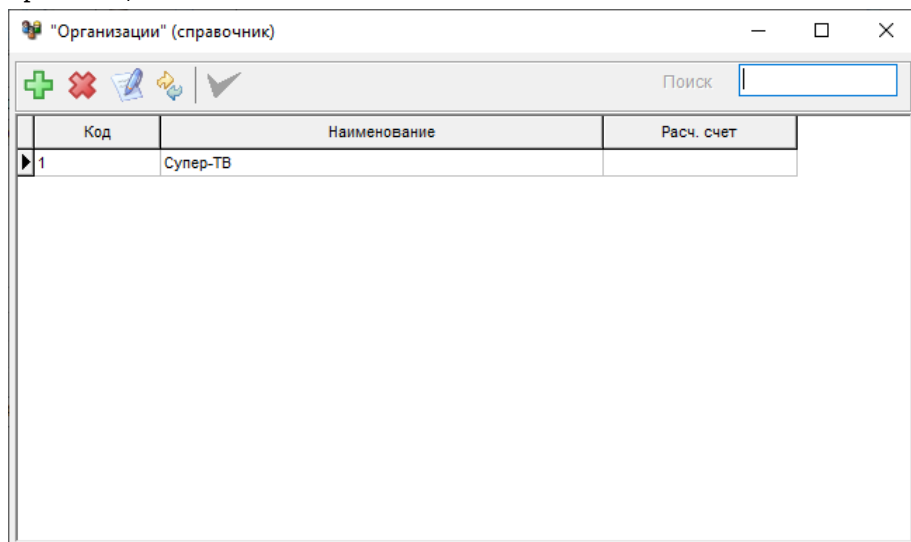 "Организации" (справочник)
Поиск
Код Наименование Расч. счет
1 Супер-ТВ